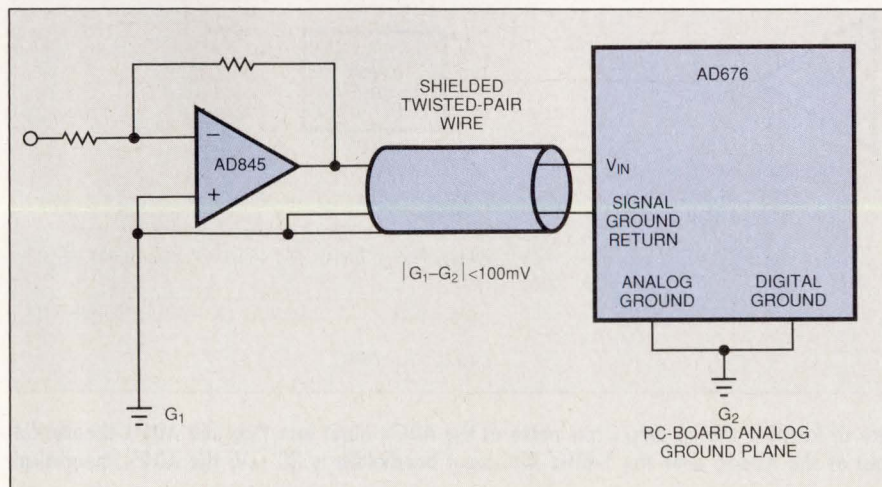 AD676
SHIELDED
TWISTED-PAIR
WIRE
−
AD845
+
V_IN
SIGNAL
GROUND
RETURN
|G₁–G₂|<100mV
ANALOG
GROUND
DIGITAL
GROUND
G₁
G₂
PC-BOARD ANALOG
GROUND PLANE